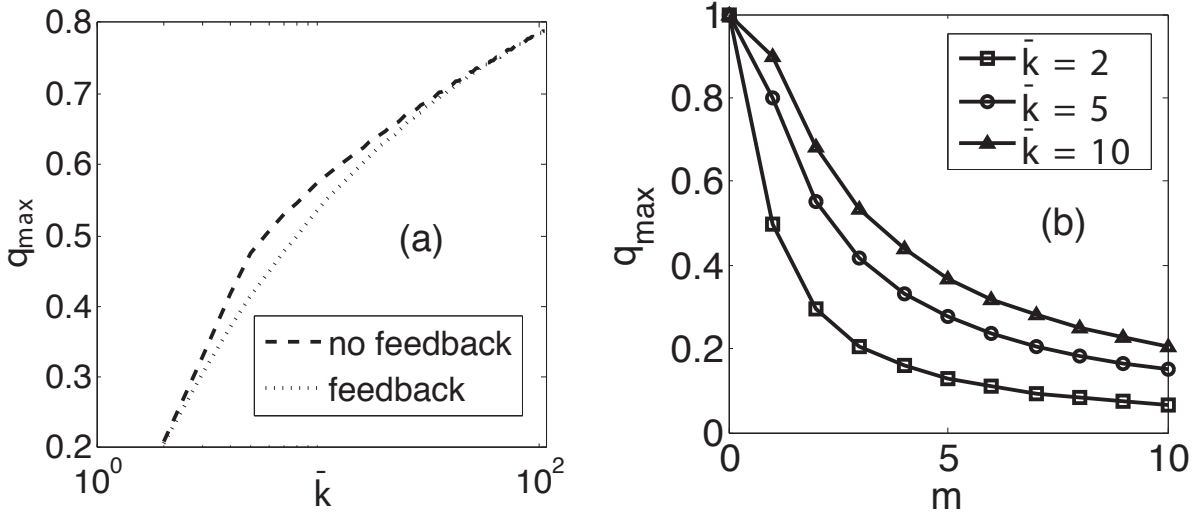 0.8
0.7
0.6
0.5
0.4
0.3
0.2
q_max
(a)
no feedback
feedback
10^0
10^2
k̄
1
0.8
0.6
0.4
0.2
0
q_max
k̄ = 2
k̄ = 5
k̄ = 10
(b)
0
5
10
m